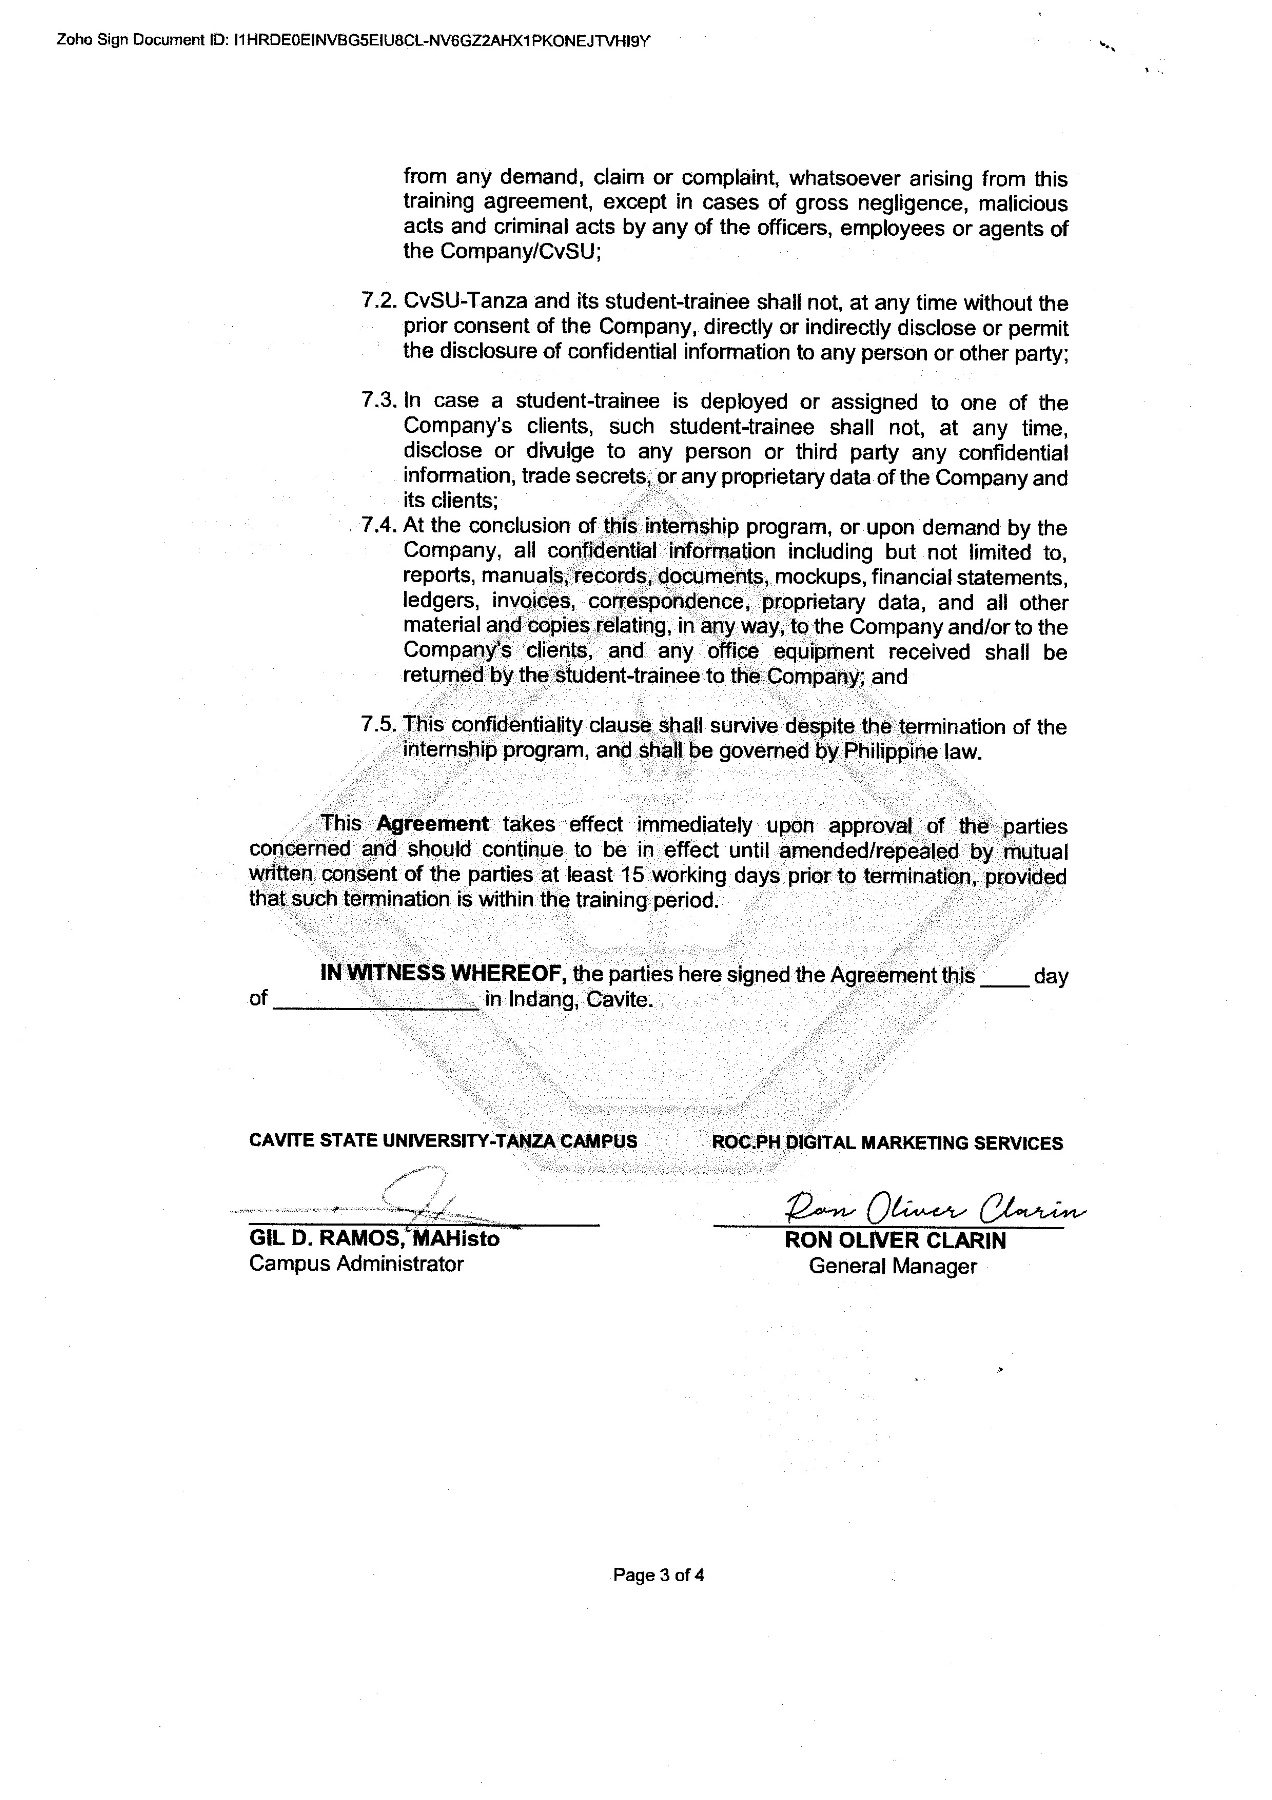 Zoho Sign Document ID: I1HRDE0EINVBG5EIU8CL-NV6GZ2AHX1PKONEJTVHI9Y
from any demand, claim or complaint, whatsoever arising from this
training agreement, except in cases of gross negligence, malicious
acts and criminal acts by any of the officers, employees or agents of
the Company/CvSU;
7.2. CvSU-Tanza and its student-trainee shall not, at any time without the
prior consent of the Company, directly or indirectly disclose or permit
the disclosure of confidential information to any person or other party;
7.3. In case a student-trainee is deployed or assigned to one of the
Company's clients, such student-trainee shall not, at any time,
disclose or divulge to any person or third party any confidential
information, trade secrets, or any proprietary data of the Company and
its clients;
7.4. At the conclusion of this internship program, or upon demand by the
Company, all confidential information including but not limited to,
reports, manuals, records, documents, mockups, financial statements,
ledgers, invoices, correspondence, proprietary data, and all other
material and copies relating, in any way, to the Company and/or to the
Company's clients, and any office equipment received shall be
returned by the student-trainee to the Company; and
7.5. This confidentiality clause shall survive despite the termination of the
internship program, and shall be governed by Philippine law.
This Agreement takes effect immediately upon approval of the parties
concerned and should continue to be in effect until amended/repealed by mutual
written consent of the parties at least 15 working days prior to termination, provided
that such termination is within the training period.
IN WITNESS WHEREOF, the parties here signed the Agreement this ____ day
of _________________ in Indang, Cavite.
CAVITE STATE UNIVERSITY-TANZA CAMPUS ROC.PH DIGITAL MARKETING SERVICES
Ron Oliver Clarin
GIL D. RAMOS, MAHisto RON OLIVER CLARIN
Campus Administrator General Manager
Page 3 of 4